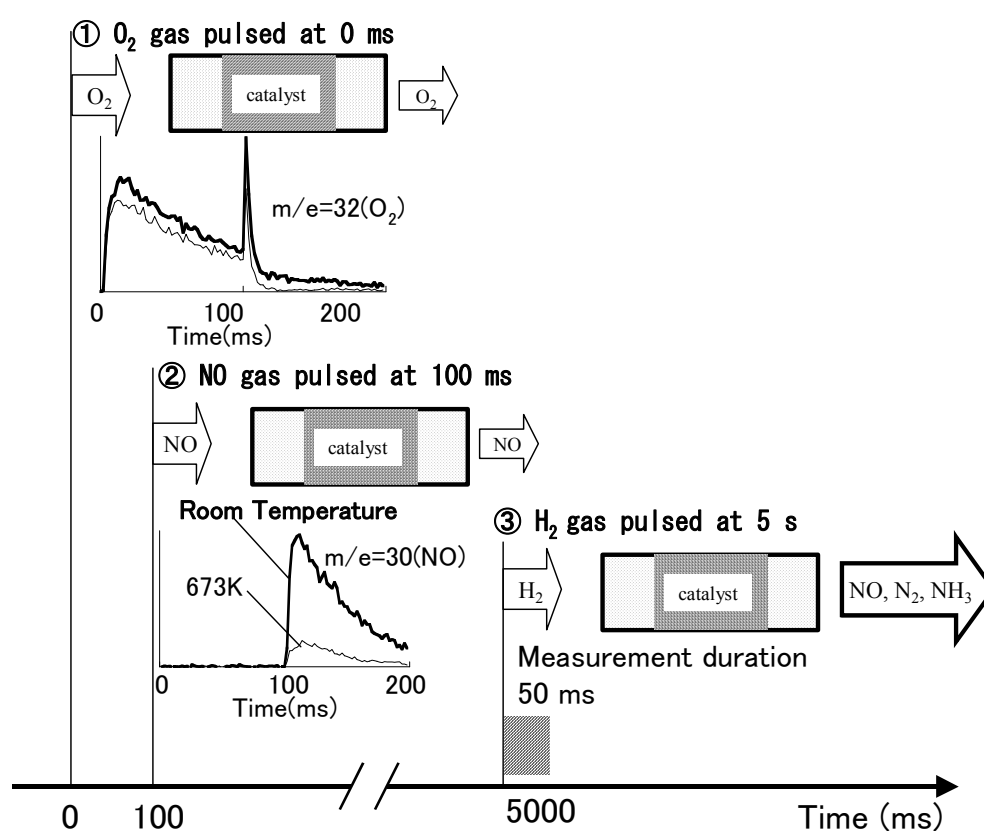 ① O₂ gas pulsed at 0 ms
O₂
catalyst
O₂
m/e=32(O₂)
0 100 200
Time(ms)
② NO gas pulsed at 100 ms
NO
catalyst
NO
Room Temperature
m/e=30(NO)
673K
0 100 200
Time(ms)
③ H₂ gas pulsed at 5 s
H₂
catalyst
NO, N₂, NH₃
Measurement duration
50 ms
0 100 5000 Time (ms)